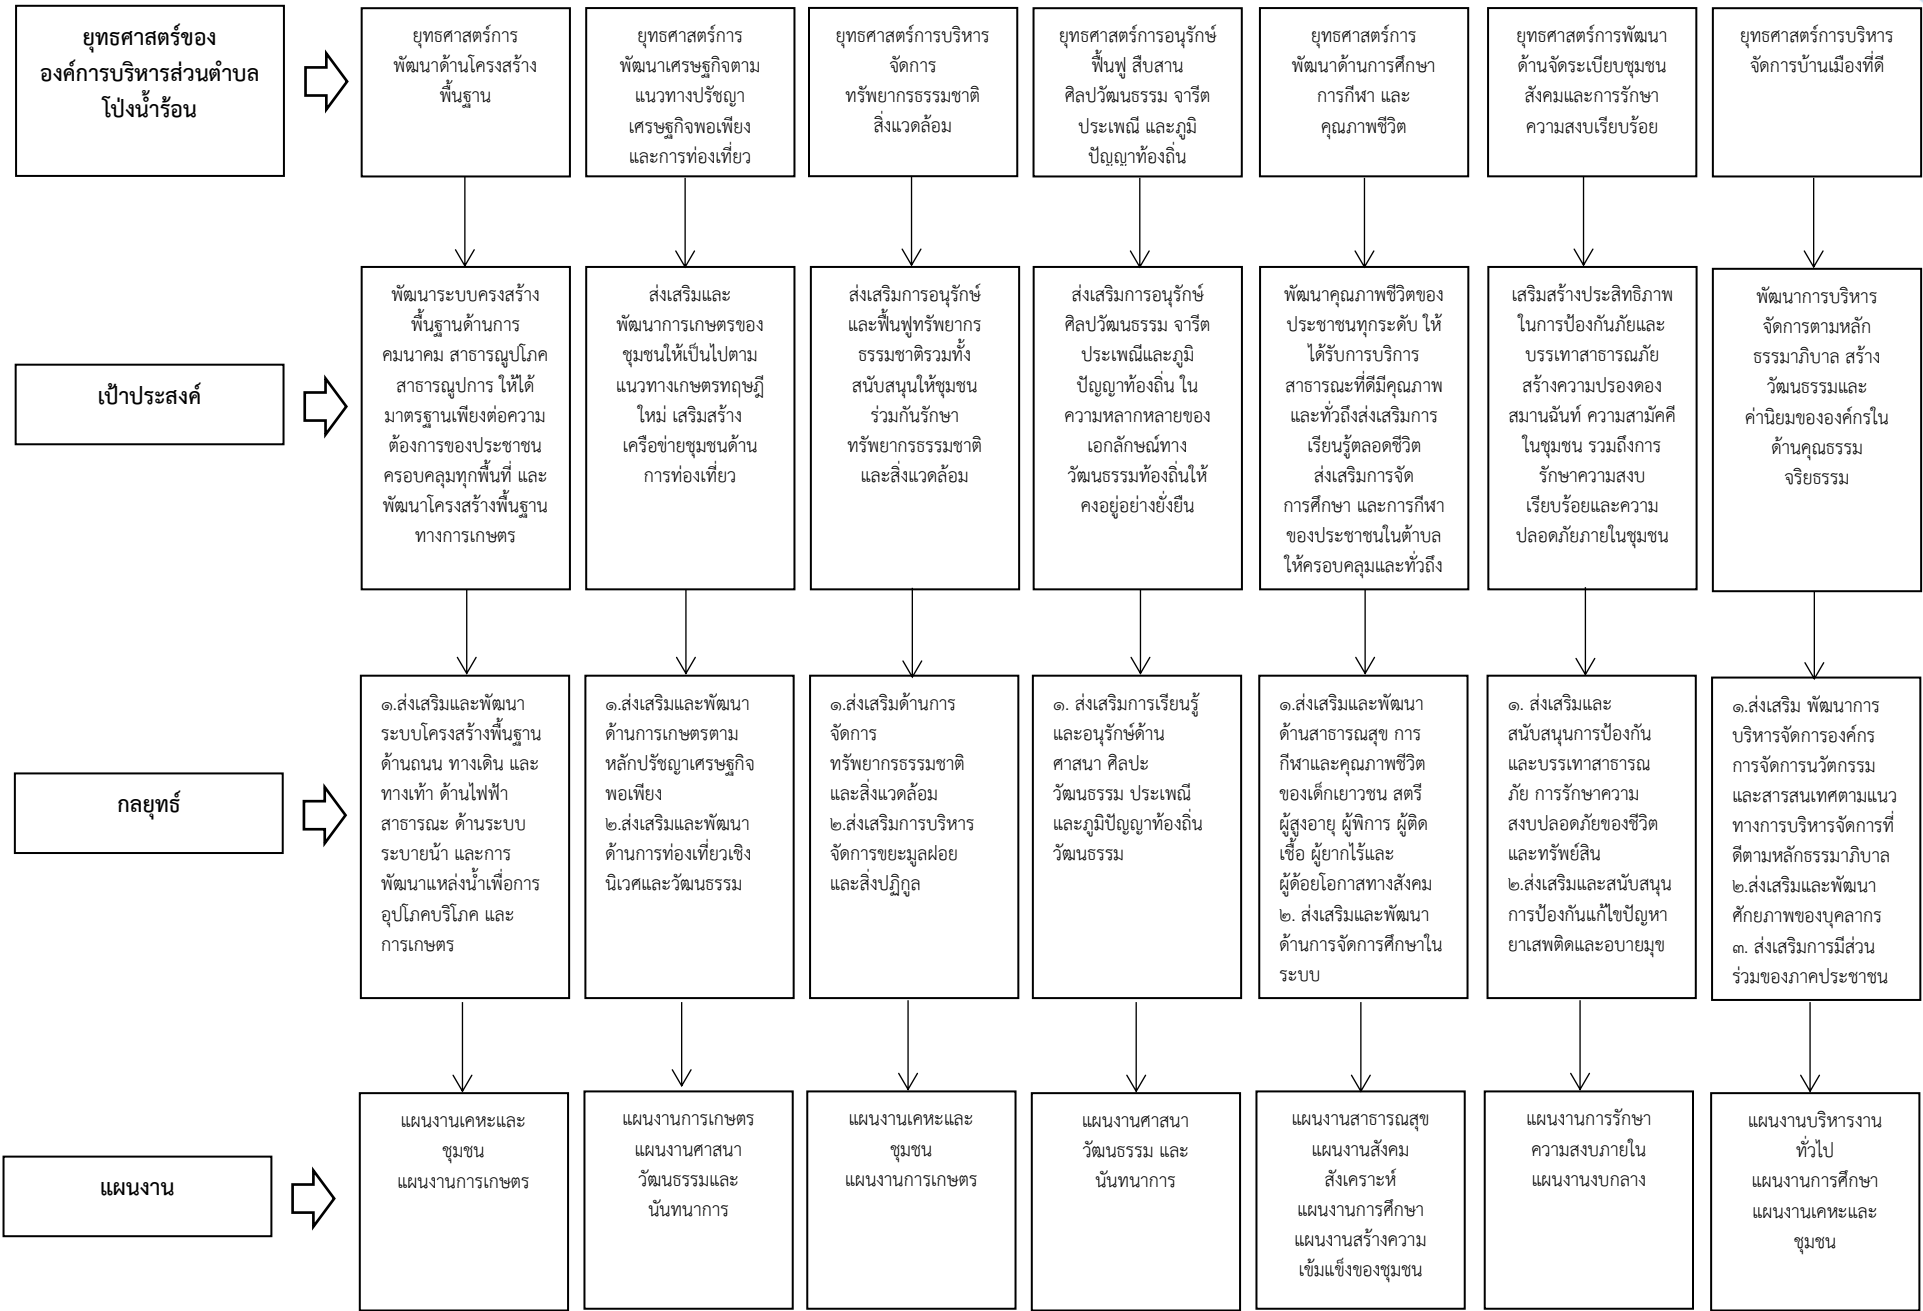 ยุทธศาสตร์ของ
องค์การบริหารส่วนตำบล
โป่งน้ำร้อน
ยุทธศาสตร์การ
พัฒนาด้านโครงสร้าง
พื้นฐาน
ยุทธศาสตร์การ
พัฒนาเศรษฐกิจตาม
แนวทางปรัชญา
เศรษฐกิจพอเพียง
และการท่องเที่ยว
ยุทธศาสตร์การบริหาร
จัดการ
ทรัพยากรธรรมชาติ
สิ่งแวดล้อม
ยุทธศาสตร์การอนุรักษ์
ฟื้นฟู สืบสาน
ศิลปวัฒนธรรม จารีต
ประเพณี และภูมิ
ปัญญาท้องถิ่น
ยุทธศาสตร์การ
พัฒนาด้านการศึกษา
การกีฬา และ
คุณภาพชีวิต
ยุทธศาสตร์การพัฒนา
ด้านจัดระเบียบชุมชน
สังคมและการรักษา
ความสงบเรียบร้อย
ยุทธศาสตร์การบริหาร
จัดการบ้านเมืองที่ดี
เป้าประสงค์
พัฒนาระบบครงสร้าง
พื้นฐานด้านการ
คมนาคม สาธารณูปโภค
สาธารณูปการ ให้ได้
มาตรฐานเพียงต่อความ
ต้องการของประชาชน
ครอบคลุมทุกพื้นที่ และ
พัฒนาโครงสร้างพื้นฐาน
ทางการเกษตร
ส่งเสริมและ
พัฒนาการเกษตรของ
ชุมชนให้เป็นไปตาม
แนวทางเกษตรทฤษฎี
ใหม่ เสริมสร้าง
เครือข่ายชุมชนด้าน
การท่องเที่ยว
ส่งเสริมการอนุรักษ์
และฟื้นฟูทรัพยากร
ธรรมชาติรวมทั้ง
สนับสนุนให้ชุมชน
ร่วมกันรักษา
ทรัพยากรธรรมชาติ
และสิ่งแวดล้อม
ส่งเสริมการอนุรักษ์
ศิลปวัฒนธรรม จารีต
ประเพณีและภูมิ
ปัญญาท้องถิ่น ใน
ความหลากหลายของ
เอกลักษณ์ทาง
วัฒนธรรมท้องถิ่นให้
คงอยู่อย่างยั่งยืน
พัฒนาคุณภาพชีวิตของ
ประชาชนทุกระดับ ให้
ได้รับการบริการ
สาธารณะที่ดีมีคุณภาพ
และทั่วถึงส่งเสริมการ
เรียนรู้ตลอดชีวิต
ส่งเสริมการจัด
การศึกษา และการกีฬา
ของประชาชนในตำบล
ให้ครอบคลุมและทั่วถึง
เสริมสร้างประสิทธิภาพ
ในการป้องกันภัยและ
บรรเทาสาธารณภัย
สร้างความปรองดอง
สมานฉันท์ ความสามัคคี
ในชุมชน รวมถึงการ
รักษาความสงบ
เรียบร้อยและความ
ปลอดภัยภายในชุมชน
พัฒนาการบริหาร
จัดการตามหลัก
ธรรมาภิบาล สร้าง
วัฒนธรรมและ
ค่านิยมขององค์กรใน
ด้านคุณธรรม
จริยธรรม
กลยุทธ์
๑.ส่งเสริมและพัฒนา
ระบบโครงสร้างพื้นฐาน
ด้านถนน ทางเดิน และ
ทางเท้า ด้านไฟฟ้า
สาธารณะ ด้านระบบ
ระบายน้ำ และการ
พัฒนาแหล่งน้ำเพื่อการ
อุปโภคบริโภค และ
การเกษตร
๑.ส่งเสริมและพัฒนา
ด้านการเกษตรตาม
หลักปรัชญาเศรษฐกิจ
พอเพียง
๒.ส่งเสริมและพัฒนา
ด้านการท่องเที่ยวเชิง
นิเวศและวัฒนธรรม
๑.ส่งเสริมด้านการ
จัดการ
ทรัพยากรธรรมชาติ
และสิ่งแวดล้อม
๒.ส่งเสริมการบริหาร
จัดการขยะมูลฝอย
และสิ่งปฏิกูล
๑. ส่งเสริมการเรียนรู้
และอนุรักษ์ด้าน
ศาสนา ศิลปะ
วัฒนธรรม ประเพณี
และภูมิปัญญาท้องถิ่น
วัฒนธรรม
๑.ส่งเสริมและพัฒนา
ด้านสาธารณสุข การ
กีฬาและคุณภาพชีวิต
ของเด็กเยาวชน สตรี
ผู้สูงอายุ ผู้พิการ ผู้ติด
เชื้อ ผู้ยากไร้และ
ผู้ด้อยโอกาสทางสังคม
๒. ส่งเสริมและพัฒนา
ด้านการจัดการศึกษาใน
ระบบ
๑. ส่งเสริมและ
สนับสนุนการป้องกัน
และบรรเทาสาธารณ
ภัย การรักษาความ
สงบปลอดภัยของชีวิต
และทรัพย์สิน
๒.ส่งเสริมและสนับสนุน
การป้องกันแก้ไขปัญหา
ยาเสพติดและอบายมุข
๑.ส่งเสริม พัฒนาการ
บริหารจัดการองค์กร
การจัดการนวัตกรรม
และสารสนเทศตามแนว
ทางการบริหารจัดการที่
ดีตามหลักธรรมาภิบาล
๒.ส่งเสริมและพัฒนา
ศักยภาพของบุคลากร
๓. ส่งเสริมการมีส่วน
ร่วมของภาคประชาชน
แผนงาน
แผนงานเคหะและ
ชุมชน
แผนงานการเกษตร
แผนงานการเกษตร
แผนงานศาสนา
วัฒนธรรมและ
นันทนาการ
แผนงานเคหะและ
ชุมชน
แผนงานการเกษตร
แผนงานศาสนา
วัฒนธรรม และ
นันทนาการ
แผนงานสาธารณสุข
แผนงานสังคม
สังเคราะห์
แผนงานการศึกษา
แผนงานสร้างความ
เข้มแข็งของชุมชน
แผนงานการรักษา
ความสงบภายใน
แผนงานงบกลาง
แผนงานบริหารงาน
ทั่วไป
แผนงานการศึกษา
แผนงานเคหะและ
ชุมชน